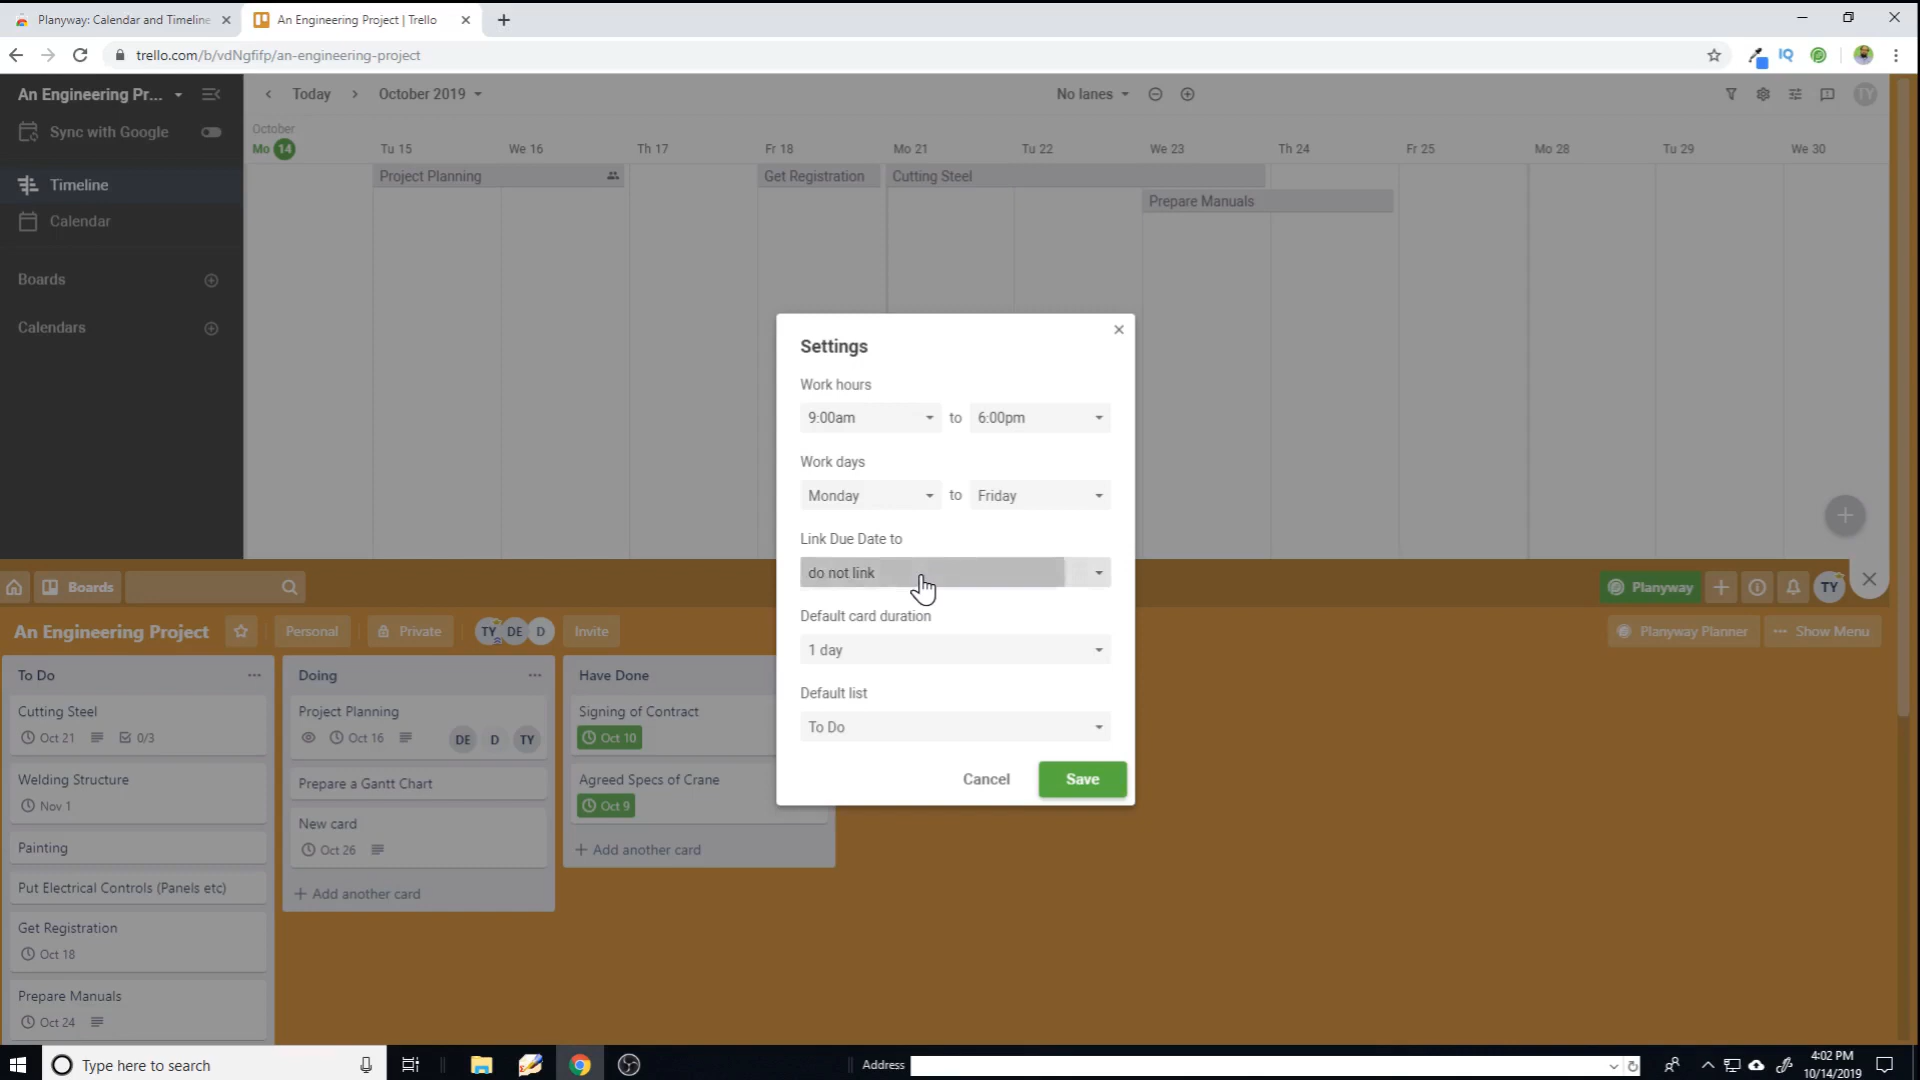 Planyway: Calendar and Timeline
An Engineering Project | Trello
trello.com/b/vdNgfifp/an-engineering-project
IQ
An Engineering Pr...
Today
October 2019
No lanes
TY
Sync with Google
October
Mo 14
Tu 15
We 16
Th 17
Fr 18
Mo 21
Tu 22
We 23
Th 24
Fr 25
Mo 28
Tu 29
We 30
Timeline
Calendar
Boards
Calendars
Project Planning
Get Registration
Cutting Steel
Prepare Manuals
Settings
Work hours
9:00am
to
6:00pm
Work days
Monday
to
Friday
Link Due Date to
do not link
Default card duration
1 day
Default list
To Do
Cancel
Save
Boards
Planyway
TY
An Engineering Project
Personal
Private
TY
DE
D
Invite
Planyway Planner
Show Menu
To Do
Cutting Steel
Oct 21
0/3
Welding Structure
Nov 1
Painting
Put Electrical Controls (Panels etc)
Get Registration
Oct 18
Prepare Manuals
Oct 24
Doing
Project Planning
Oct 16
DE
D
TY
Prepare a Gantt Chart
New card
Oct 26
Add another card
Have Done
Signing of Contract
Oct 10
Agreed Specs of Crane
Oct 9
Add another card
Type here to search
Address
4:02 PM
10/14/2019